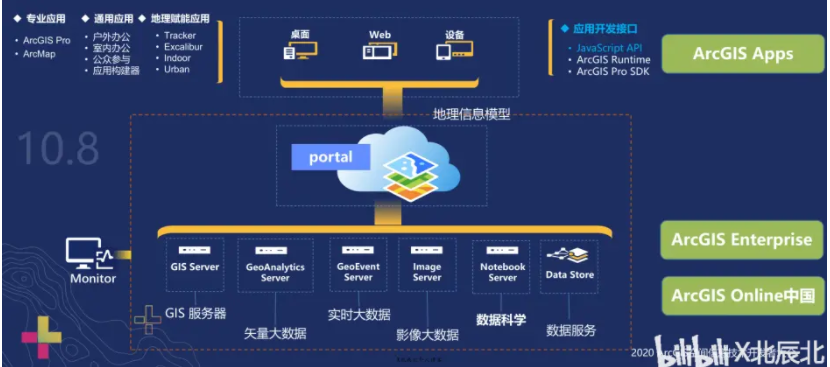 专业应用
ArcGIS Pro
ArcMap
通用应用
户外办公
室内办公
公众参与
应用构建器
地理赋能应用
Tracker
Excalibur
Indoor
Urban
桌面
Web
设备
应用开发接口
JavaScript API
ArcGIS Runtime
ArcGIS Pro SDK
ArcGIS Apps
地理信息模型
10.8
portal
Monitor
GIS Server
GeoAnalytics Server
GeoEvent Server
Image Server
Notebook Server
Data Store
GIS 服务器
矢量大数据
实时大数据
影像大数据
数据科学
数据服务
ArcGIS Enterprise
ArcGIS Online中国
2020
bilibili X北辰北